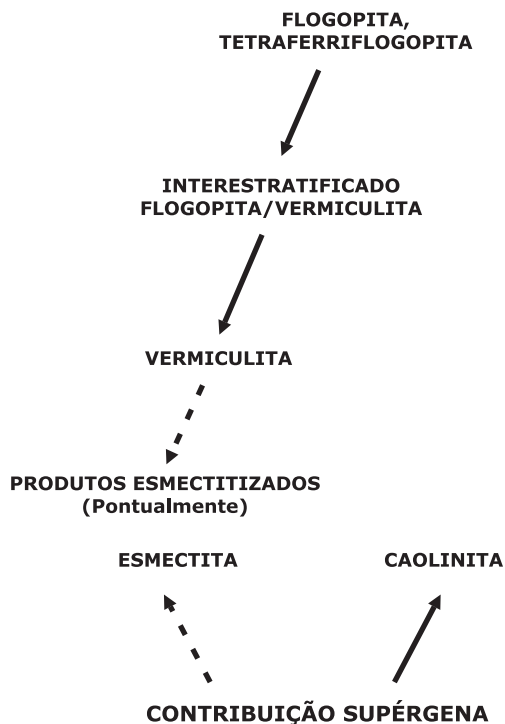 FLOGOPITA,
TETRAFERRIFLOGOPITA
INTERESTRATIFICADO
FLOGOPITA/VERMICULITA
VERMICULITA
PRODUTOS ESMECTITIZADOS
(Pontualmente)
ESMECTITA CAOLINITA
CONTRIBUIÇÃO SUPÉRGENA